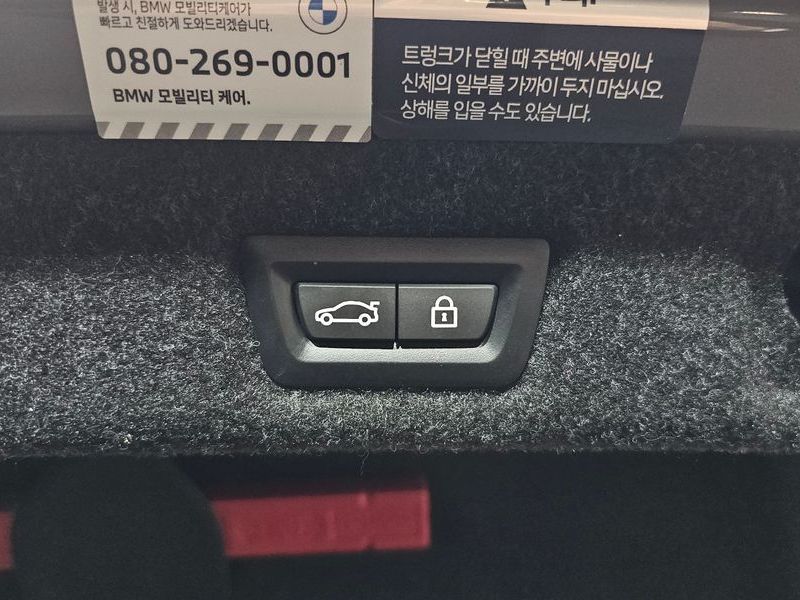 발생 시, BMW 모빌리티케어가
빠르고 친절하게 도와드리겠습니다.
080-269-0001
BMW 모빌리티 케어.
트렁크가 닫힐 때 주변에 사물이나
신체의 일부를 가까이 두지 마십시오.
상해를 입을 수도 있습니다.